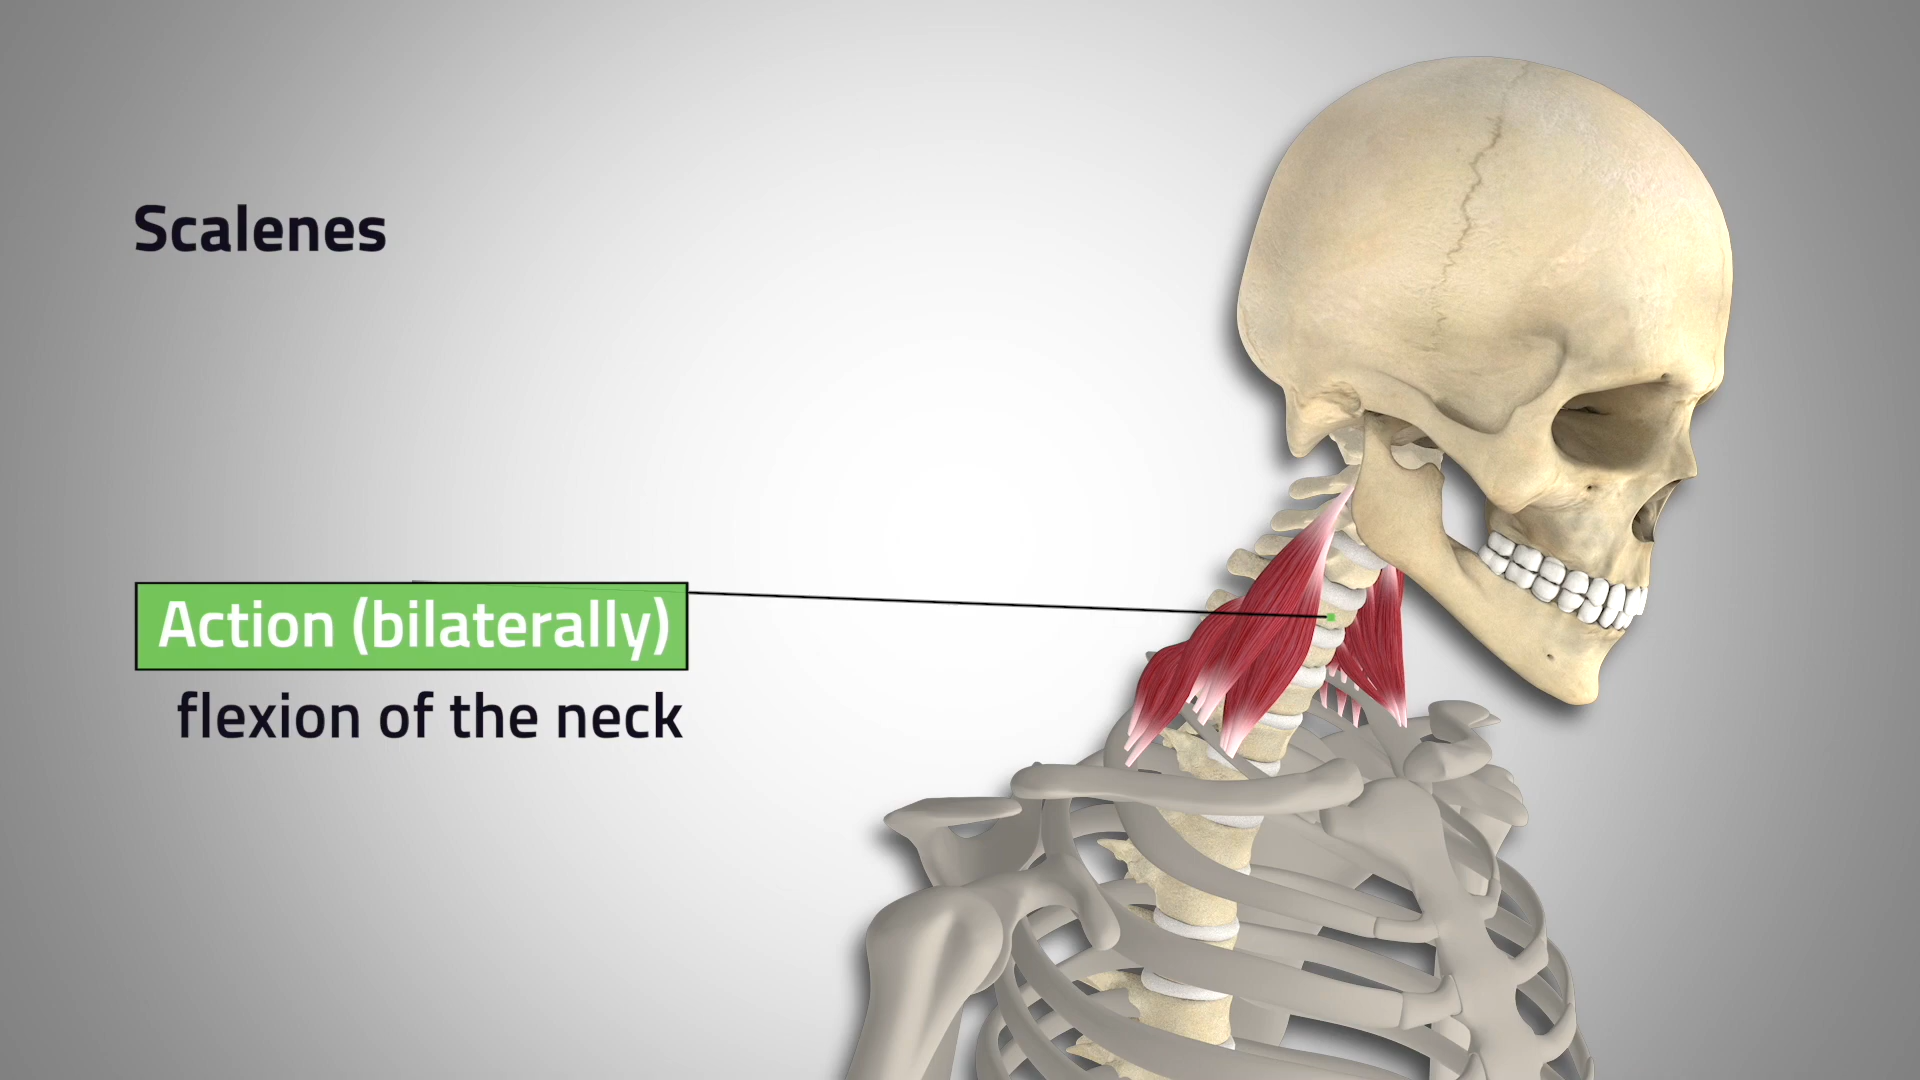 Scalenes
Action (bilaterally)
flexion of the neck